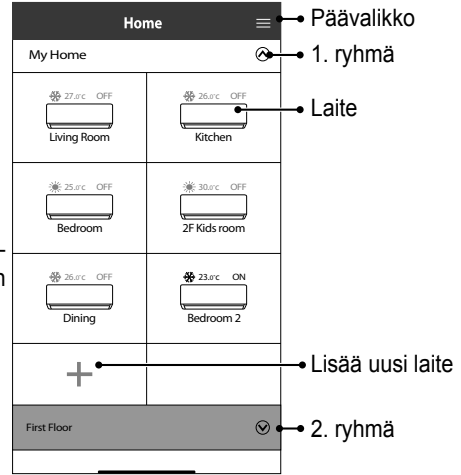 Home
Päävalikko
My Home
1. ryhmä
27.0°C OFF
26.0°C OFF
Laite
Living Room
Kitchen
25.0°C OFF
30.0°C OFF
Bedroom
2F Kids room
n
26.0°C OFF
23.0°C ON
Dining
Bedroom 2
+
Lisää uusi laite
First Floor
2. ryhmä